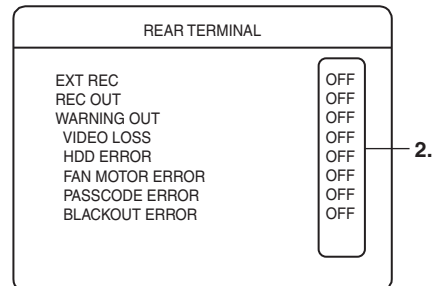 REAR TERMINAL
EXT REC OFF
REC OUT OFF
WARNING OUT OFF
VIDEO LOSS OFF
HDD ERROR OFF
FAN MOTOR ERROR OFF
PASSCODE ERROR OFF
BLACKOUT ERROR OFF
2.